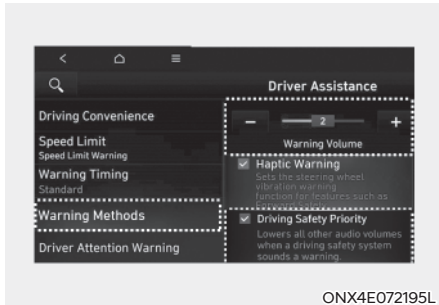 Driver Assistance
Driving Convenience
Speed Limit
Speed Limit Warning
Warning Timing
Standard
Warning Methods
Driver Attention Warning
− 2 +
Warning Volume
Haptic Warning
Sets the steering wheel
vibration warning
function for features such as
Driving Safety Priority
Lowers all other audio volumes
when a driving safety system
sounds a warning.
ONX4E072195L